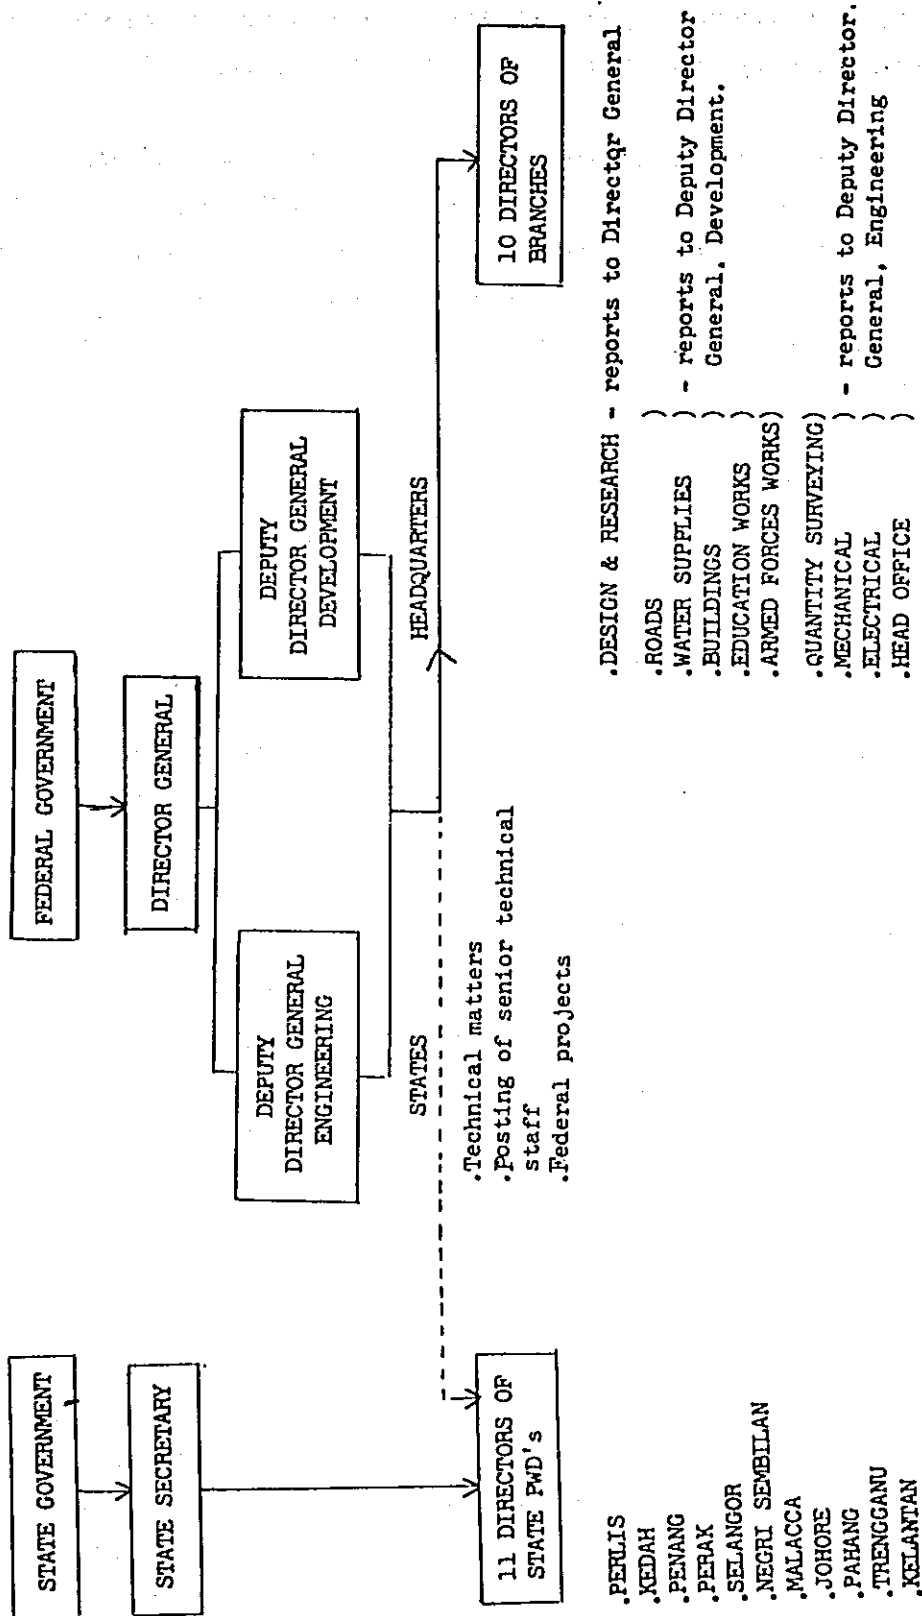 STATE GOVERNMENT
STATE SECRETARY
11 DIRECTORS OF
STATE PWD's
.PERLIS
.KEDAH
.PENANG
.PERAK
.SELANGOR
.NEGRI SEMBILAN
.MALACCA
.JOHORE
.PAHANG
.TRENGGANU
.KELANTAN
FEDERAL GOVERNMENT
DIRECTOR GENERAL
DEPUTY
DIRECTOR GENERAL
ENGINEERING
DEPUTY
DIRECTOR GENERAL
DEVELOPMENT
STATES
HEADQUARTERS
.Technical matters
.Posting of senior technical
staff
.Federal projects
10 DIRECTORS OF
BRANCHES
.DESIGN & RESEARCH - reports to Director General
.ROADS )
.WATER SUPPLIES ) - reports to Deputy Director
.BUILDINGS ) General, Development.
.EDUCATION WORKS )
.ARMED FORCES WORKS)
.QUANTITY SURVEYING)
.MECHANICAL ) - reports to Deputy Director.
.ELECTRICAL ) General, Engineering
.HEAD OFFICE )